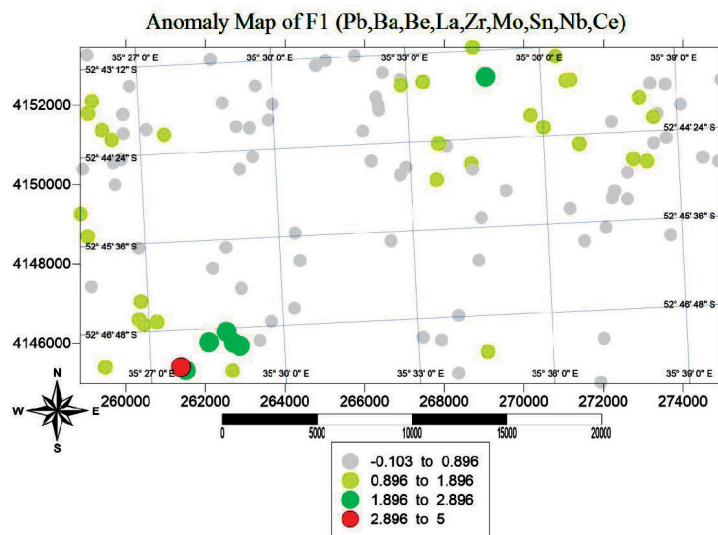 Anomaly Map of F1 (Pb,Ba,Be,La,Zr,Mo,Sn,Nb,Ce)
35° 27' 0" E
35° 30' 0" E
35° 33' 0" E
35° 30' 0" E
35° 39' 0" E
52° 43' 12" S
4152000
52° 44' 24" S
52° 44' 24" S
4150000
52° 45' 36" S
52° 45' 36" S
4148000
52° 46' 48" S
52° 46' 48" S
4146000
35° 27' 0" E
35° 30' 0" E
35° 33' 0" E
35° 38' 0" E
35° 39' 0" E
260000
262000
264000
266000
268000
270000
272000
274000
N
W
E
S
0
5000
10000
15000
20000
-0.103 to 0.896
0.896 to 1.896
1.896 to 2.896
2.896 to 5